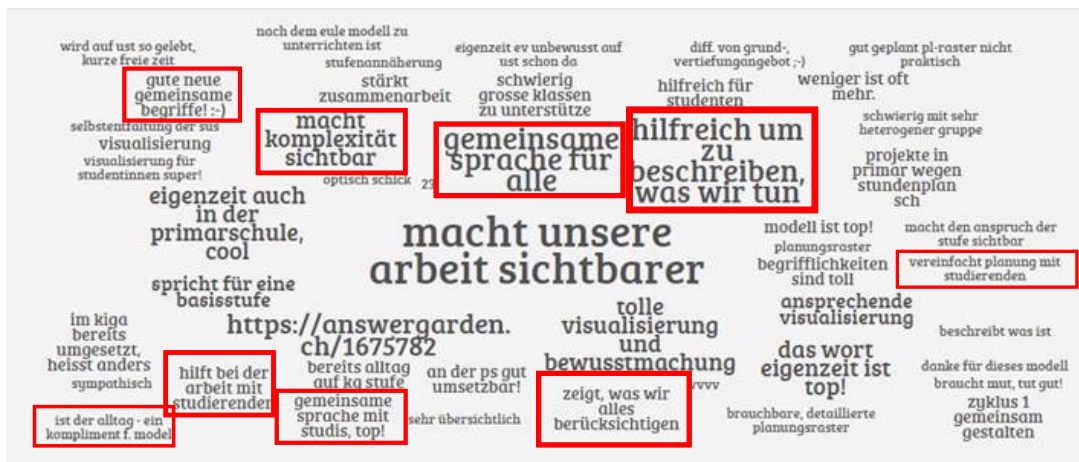 wird auf ust so gelebt,
kurze freie zeit
nach dem eule modell zu
unterrichten ist
stufenannäherung
eigenzeit ev unbewusst auf
ust schon da
diff. von grund-,
vertiefungangebot ;-)
gut geplant pl-raster nicht
praktisch
gute neue
gemeinsame
begriffe! :-)
stärkt
zusammenarbeit
schwierig
grosse klassen
zu unterstütze
hilfreich für
studenten
weniger ist oft
mehr.
selbstentfaltung der sus
visualisierung
visualisierung für
studentinnen super!
macht
komplexität
sichtbar
optisch schick
23
gemeinsame
sprache für
alle
hilfreich um
zu
beschreiben,
was wir tun
schwierig mit sehr
heterogener gruppe
projekte in
primar wegen
stundenplan
sch
eigenzeit auch
in der
primarschule,
cool
macht unsere
arbeit sichtbarer
modell ist top!
planungsraster
begrifflichkeiten
sind toll
macht den anspruch der
stufe sichtbar
vereinfacht planung mit
studierenden
spricht für eine
basisstufe
https://answergarden.
ch/1675782
tolle
visualisierung
und
bewusstmachung
ansprechende
visualisierung
beschreibt was ist
im kiga
bereits
umgesetzt,
heisst anders
sympathisch
hilft bei der
arbeit mit
studierenden
bereits alltag
auf kg stufe
an der ps gut
umsetzbar!
das wort
eigenzeit ist
top!
danke für dieses modell
braucht mut, tut gut!
ist der alltag - ein
kompliment f. model
gemeinsame
sprache mit
studis, top!
sehr übersichtlich
zeigt, was wir
alles
berücksichtigen
brauchbare, detaillierte
planungsraster
zyklus 1
gemeinsam
gestalten